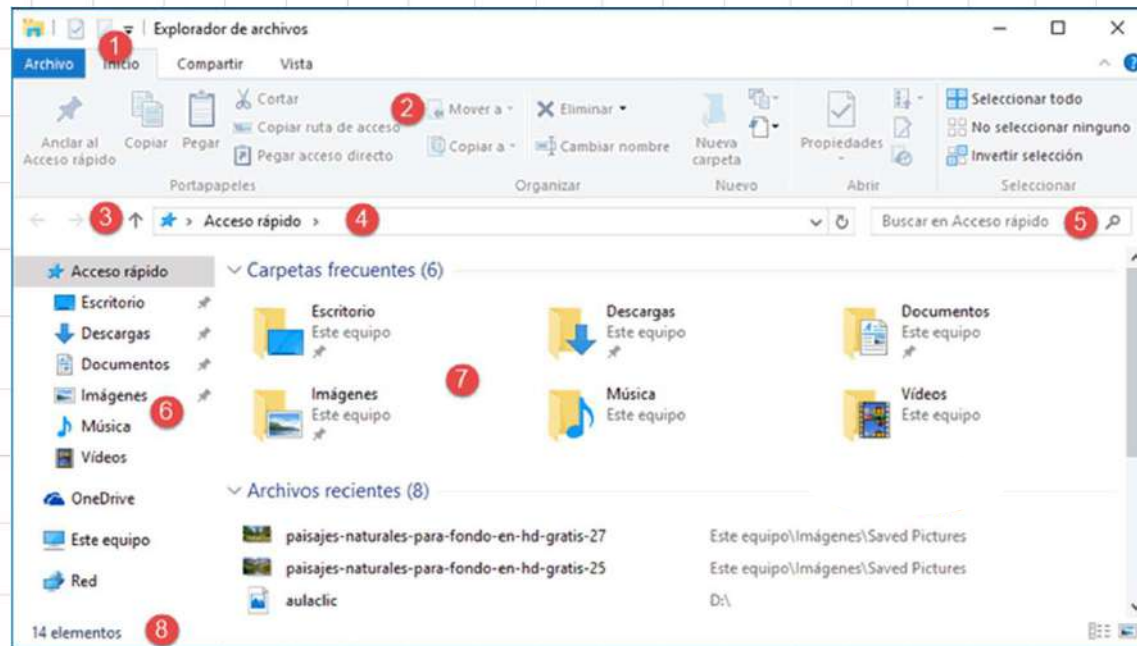 Explorador de archivos
1
Archivo Inicio Compartir Vista
Anclar al Acceso rápido
Copiar
Pegar
Cortar
Copiar ruta de acceso
Pegar acceso directo
Portapapeles
2
Mover a
Copiar a
Eliminar
Cambiar nombre
Organizar
Nueva carpeta
Nuevo
Propiedades
Abrir
Seleccionar todo
No seleccionar ninguno
Invertir selección
Seleccionar
3
Acceso rápido
4
Buscar en Acceso rápido
5
Acceso rápido
Escritorio
Descargas
Documentos
Imágenes
6
Música
Vídeos
OneDrive
Este equipo
Red
Carpetas frecuentes (6)
Escritorio
Este equipo
Descargas
Este equipo
Documentos
Este equipo
7
Imágenes
Este equipo
Música
Este equipo
Vídeos
Este equipo
Archivos recientes (8)
paisajes-naturales-para-fondo-en-hd-gratis-27 Este equipo\Imágenes\Saved Pictures
paisajes-naturales-para-fondo-en-hd-gratis-25 Este equipo\Imágenes\Saved Pictures
aulaclic D:\
14 elementos
8